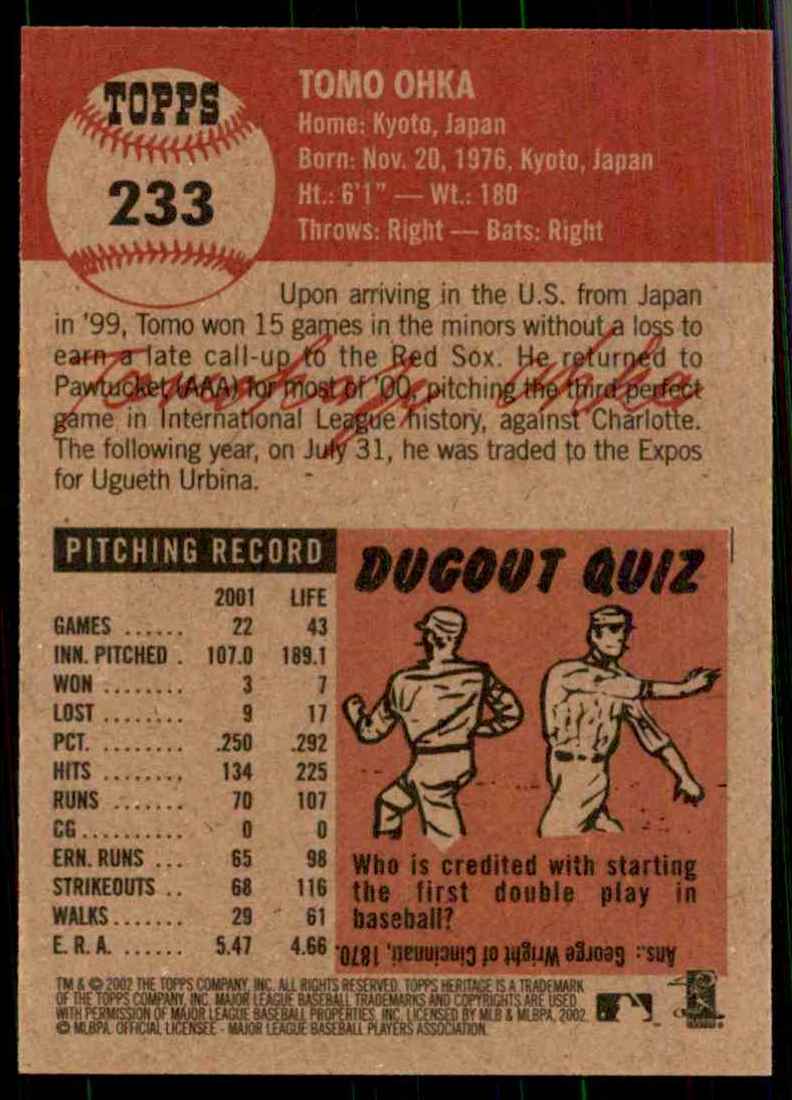 TOPPS
233
TOMO OHKA
Home: Kyoto, Japan
Born: Nov. 20, 1976, Kyoto, Japan
Ht.: 6'1" — Wt.: 180
Throws: Right — Bats: Right
Upon arriving in the U.S. from Japan
in '99, Tomo won 15 games in the minors without a loss to
earn a late call-up to the Red Sox. He returned to
Pawtucket (AAA) for most of '00, pitching the third perfect
game in International League history, against Charlotte.
The following year, on July 31, he was traded to the Expos
for Ugueth Urbina.
PITCHING RECORD
2001 LIFE
GAMES ...... 22 43
INN. PITCHED . 107.0 189.1
WON ........ 3 7
LOST ........ 9 17
PCT. ........ .250 .292
HITS ........ 134 225
RUNS ....... 70 107
CG.......... 0 0
ERN. RUNS ... 65 98
STRIKEOUTS .. 68 116
WALKS....... 29 61
E. R. A. ...... 5.47 4.66
DUGOUT QUIZ
Who is credited with starting
the first double play in
baseball?
Ans.: George Wright of Cincinnati, 1870.
TM & © 2002 THE TOPPS COMPANY, INC. ALL RIGHTS RESERVED. TOPPS HERITAGE IS A TRADEMARK
OF THE TOPPS COMPANY, INC. MAJOR LEAGUE BASEBALL TRADEMARKS AND COPYRIGHTS ARE USED
WITH PERMISSION OF MAJOR LEAGUE BASEBALL PROPERTIES, INC. LICENSED BY MLB & MLBPA, 2002.
© MLBPA. OFFICIAL LICENSEE - MAJOR LEAGUE BASEBALL PLAYERS ASSOCIATION.